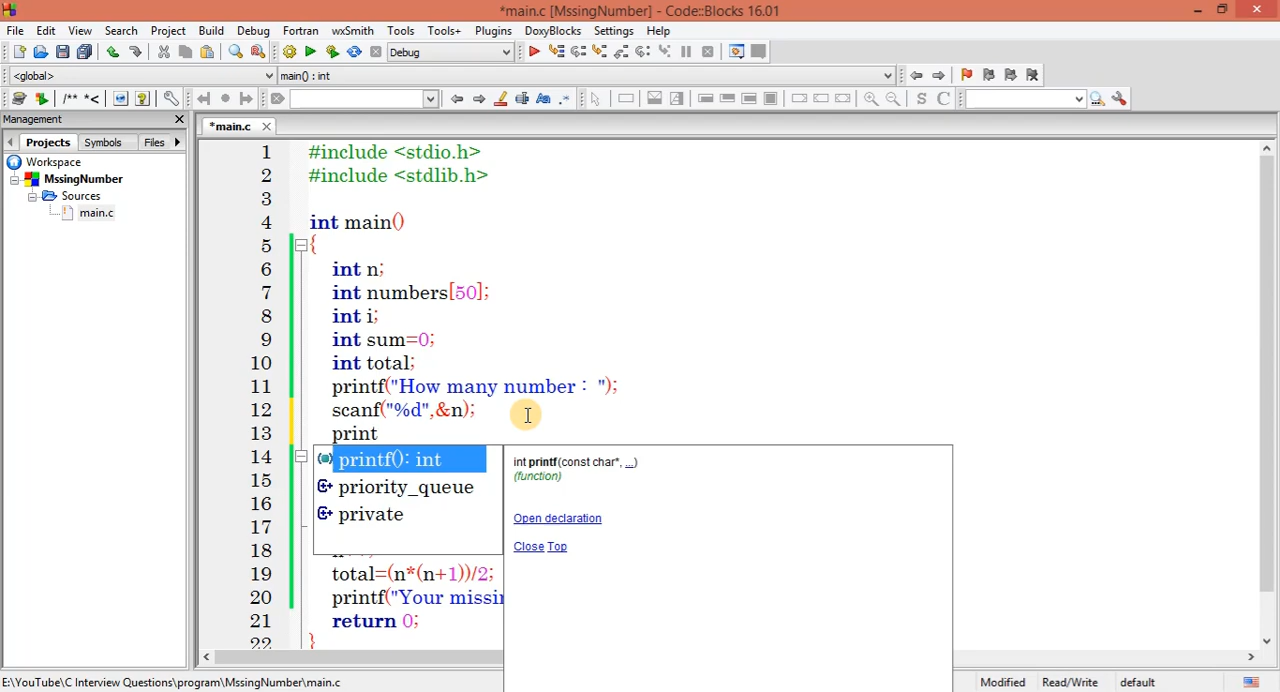 *main.c [MssingNumber] - Code::Blocks 16.01
File Edit View Search Project Build Debug Fortran wxSmith Tools Tools+ Plugins DoxyBlocks Settings Help
Debug
<global> main() : int
/** *< S C
Management
*main.c
Projects Symbols Files
Workspace
MssingNumber
Sources
main.c
1 #include <stdio.h>
2 #include <stdlib.h>
3
4 int main()
5 {
6 int n;
7 int numbers[50];
8 int i;
9 int sum=0;
10 int total;
11 printf("How many number : ");
12 scanf("%d",&n);
13 print
14 printf(): int
15 priority_queue
16 private
17
18
19 total=(n*(n+1))/2;
20 printf("Your missin
21 return 0;
22 }
int printf(const char*, ...)
(function)
Open declaration
Close Top
E:\YouTube\C Interview Questions\program\MssingNumber\main.c Modified Read/Write default